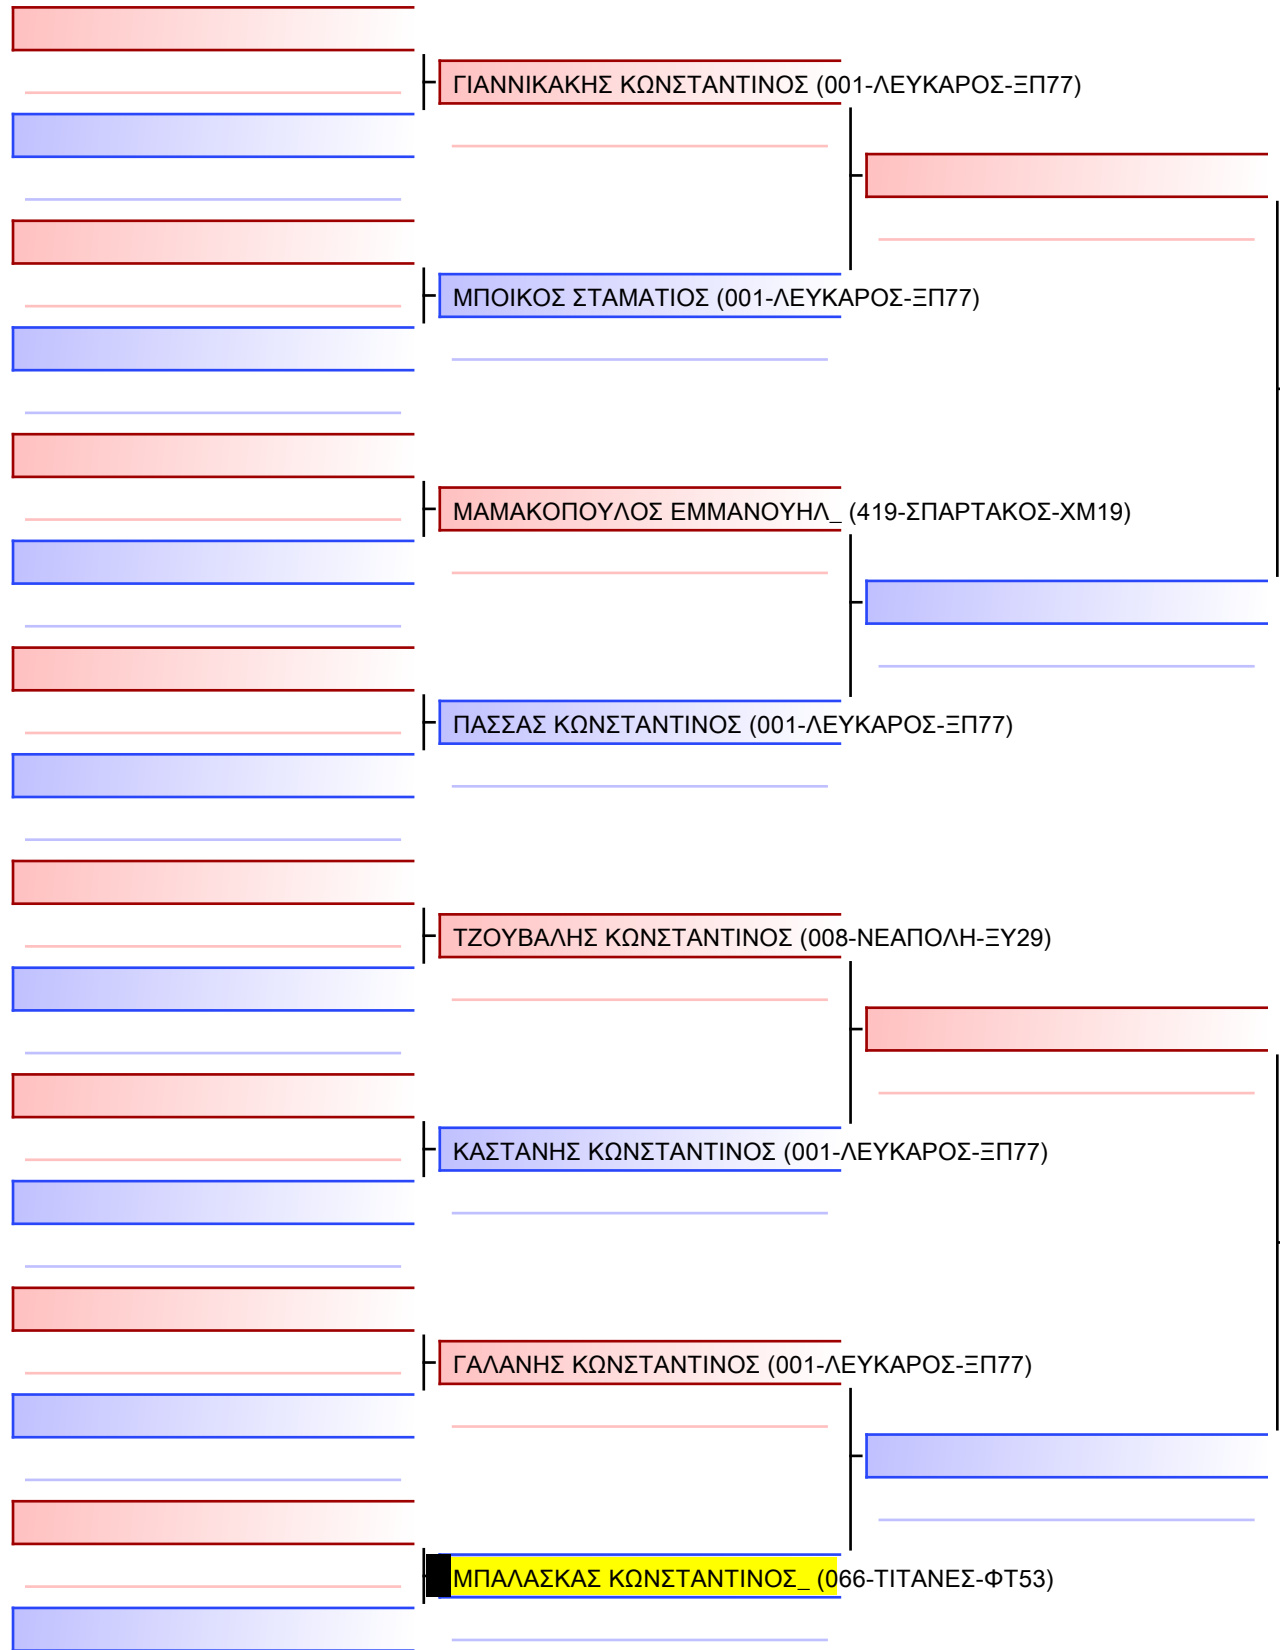 ΓΙΑΝΝΙΚΑΚΗΣ ΚΩΝΣΤΑΝΤΙΝΟΣ (001-ΛΕΥΚΑΡΟΣ-ΞΠ77)
ΜΠΟΙΚΟΣ ΣΤΑΜΑΤΙΟΣ (001-ΛΕΥΚΑΡΟΣ-ΞΠ77)
ΜΑΜΑΚΟΠΟΥΛΟΣ ΕΜΜΑΝΟΥΗΛ_ (419-ΣΠΑΡΤΑΚΟΣ-ΧΜ19)
ΠΑΣΣΑΣ ΚΩΝΣΤΑΝΤΙΝΟΣ (001-ΛΕΥΚΑΡΟΣ-ΞΠ77)
ΤΖΟΥΒΑΛΗΣ ΚΩΝΣΤΑΝΤΙΝΟΣ (008-ΝΕΑΠΟΛΗ-ΞΥ29)
ΚΑΣΤΑΝΗΣ ΚΩΝΣΤΑΝΤΙΝΟΣ (001-ΛΕΥΚΑΡΟΣ-ΞΠ77)
ΓΑΛΑΝΗΣ ΚΩΝΣΤΑΝΤΙΝΟΣ (001-ΛΕΥΚΑΡΟΣ-ΞΠ77)
ΜΠΑΛΑΣΚΑΣ ΚΩΝΣΤΑΝΤΙΝΟΣ_ (066-ΤΙΤΑΝΕΣ-ΦΤ53)